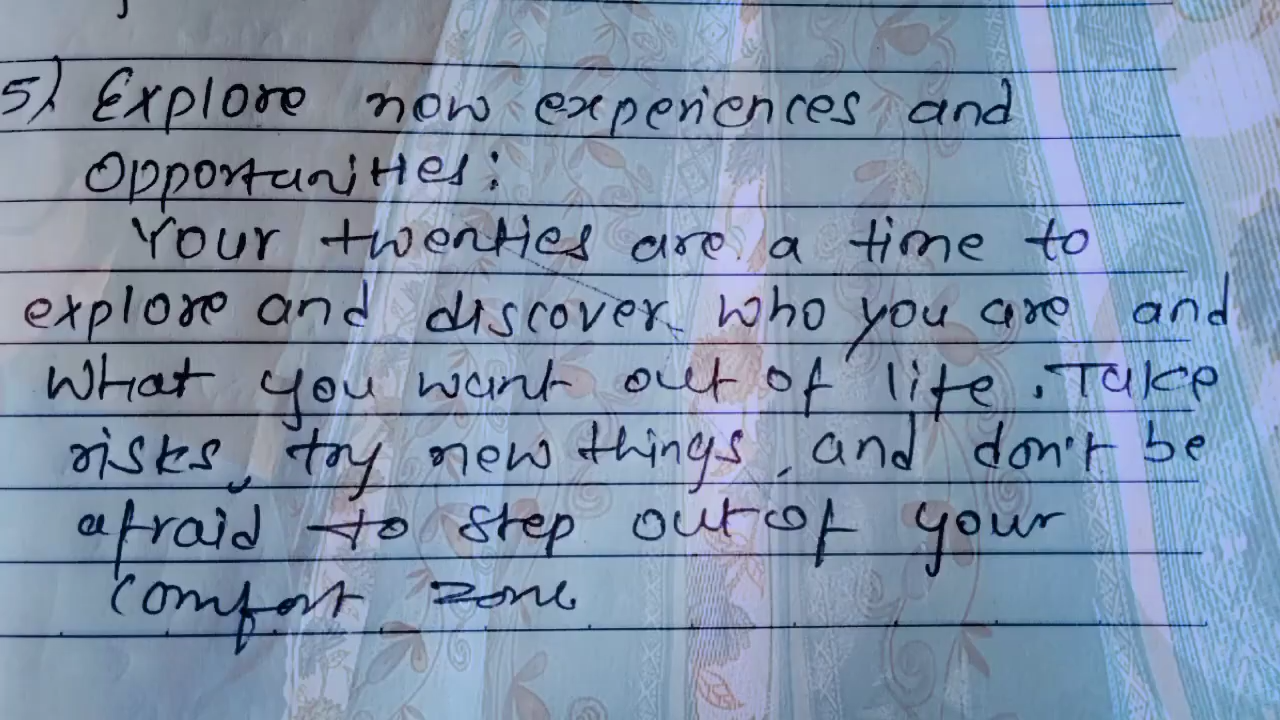 5) Explore now experiences and
Opportunities:
Your twenties are a time to
explore and discover who you are and
What you want out of life. Take
risks, try new things, and don't be
afraid to step out of your
Comfort zone